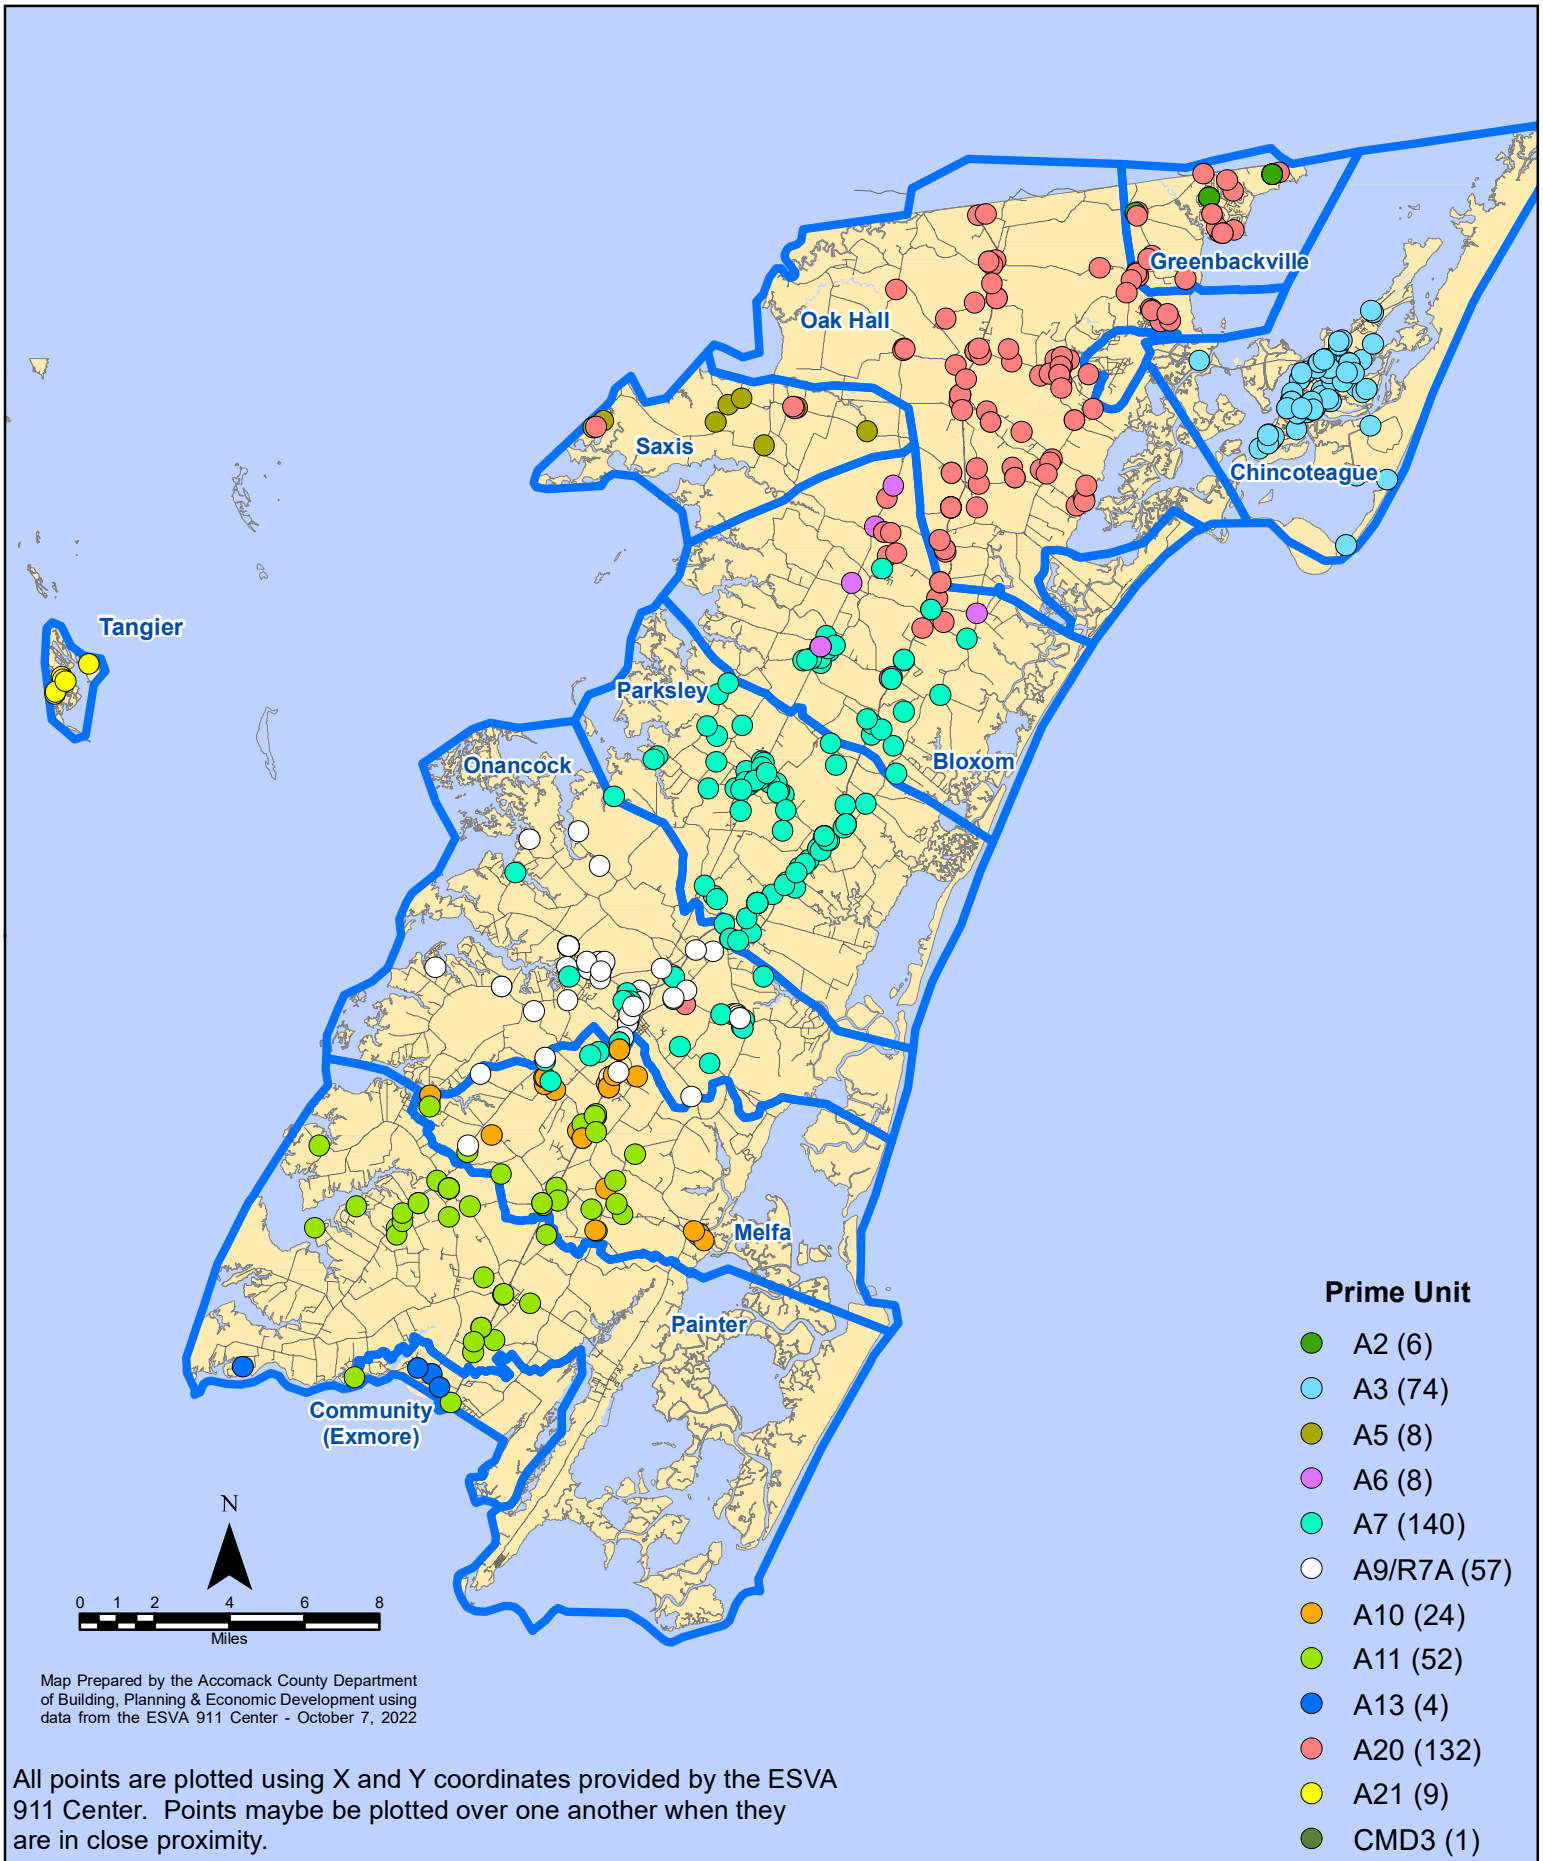 Greenbackville
Oak Hall
Saxis
Chincoteague
Tangier
Parksley
Onancock
Bloxom
Melfa
Painter
Community
(Exmore)
Prime Unit
A2 (6)
A3 (74)
A5 (8)
A6 (8)
A7 (140)
A9/R7A (57)
A10 (24)
A11 (52)
A13 (4)
A20 (132)
A21 (9)
CMD3 (1)
N
0 1 2 4 6 8
Miles
Map Prepared by the Accomack County Department
of Building, Planning & Economic Development using
data from the ESVA 911 Center - October 7, 2022
All points are plotted using X and Y coordinates provided by the ESVA
911 Center. Points maybe be plotted over one another when they
are in close proximity.